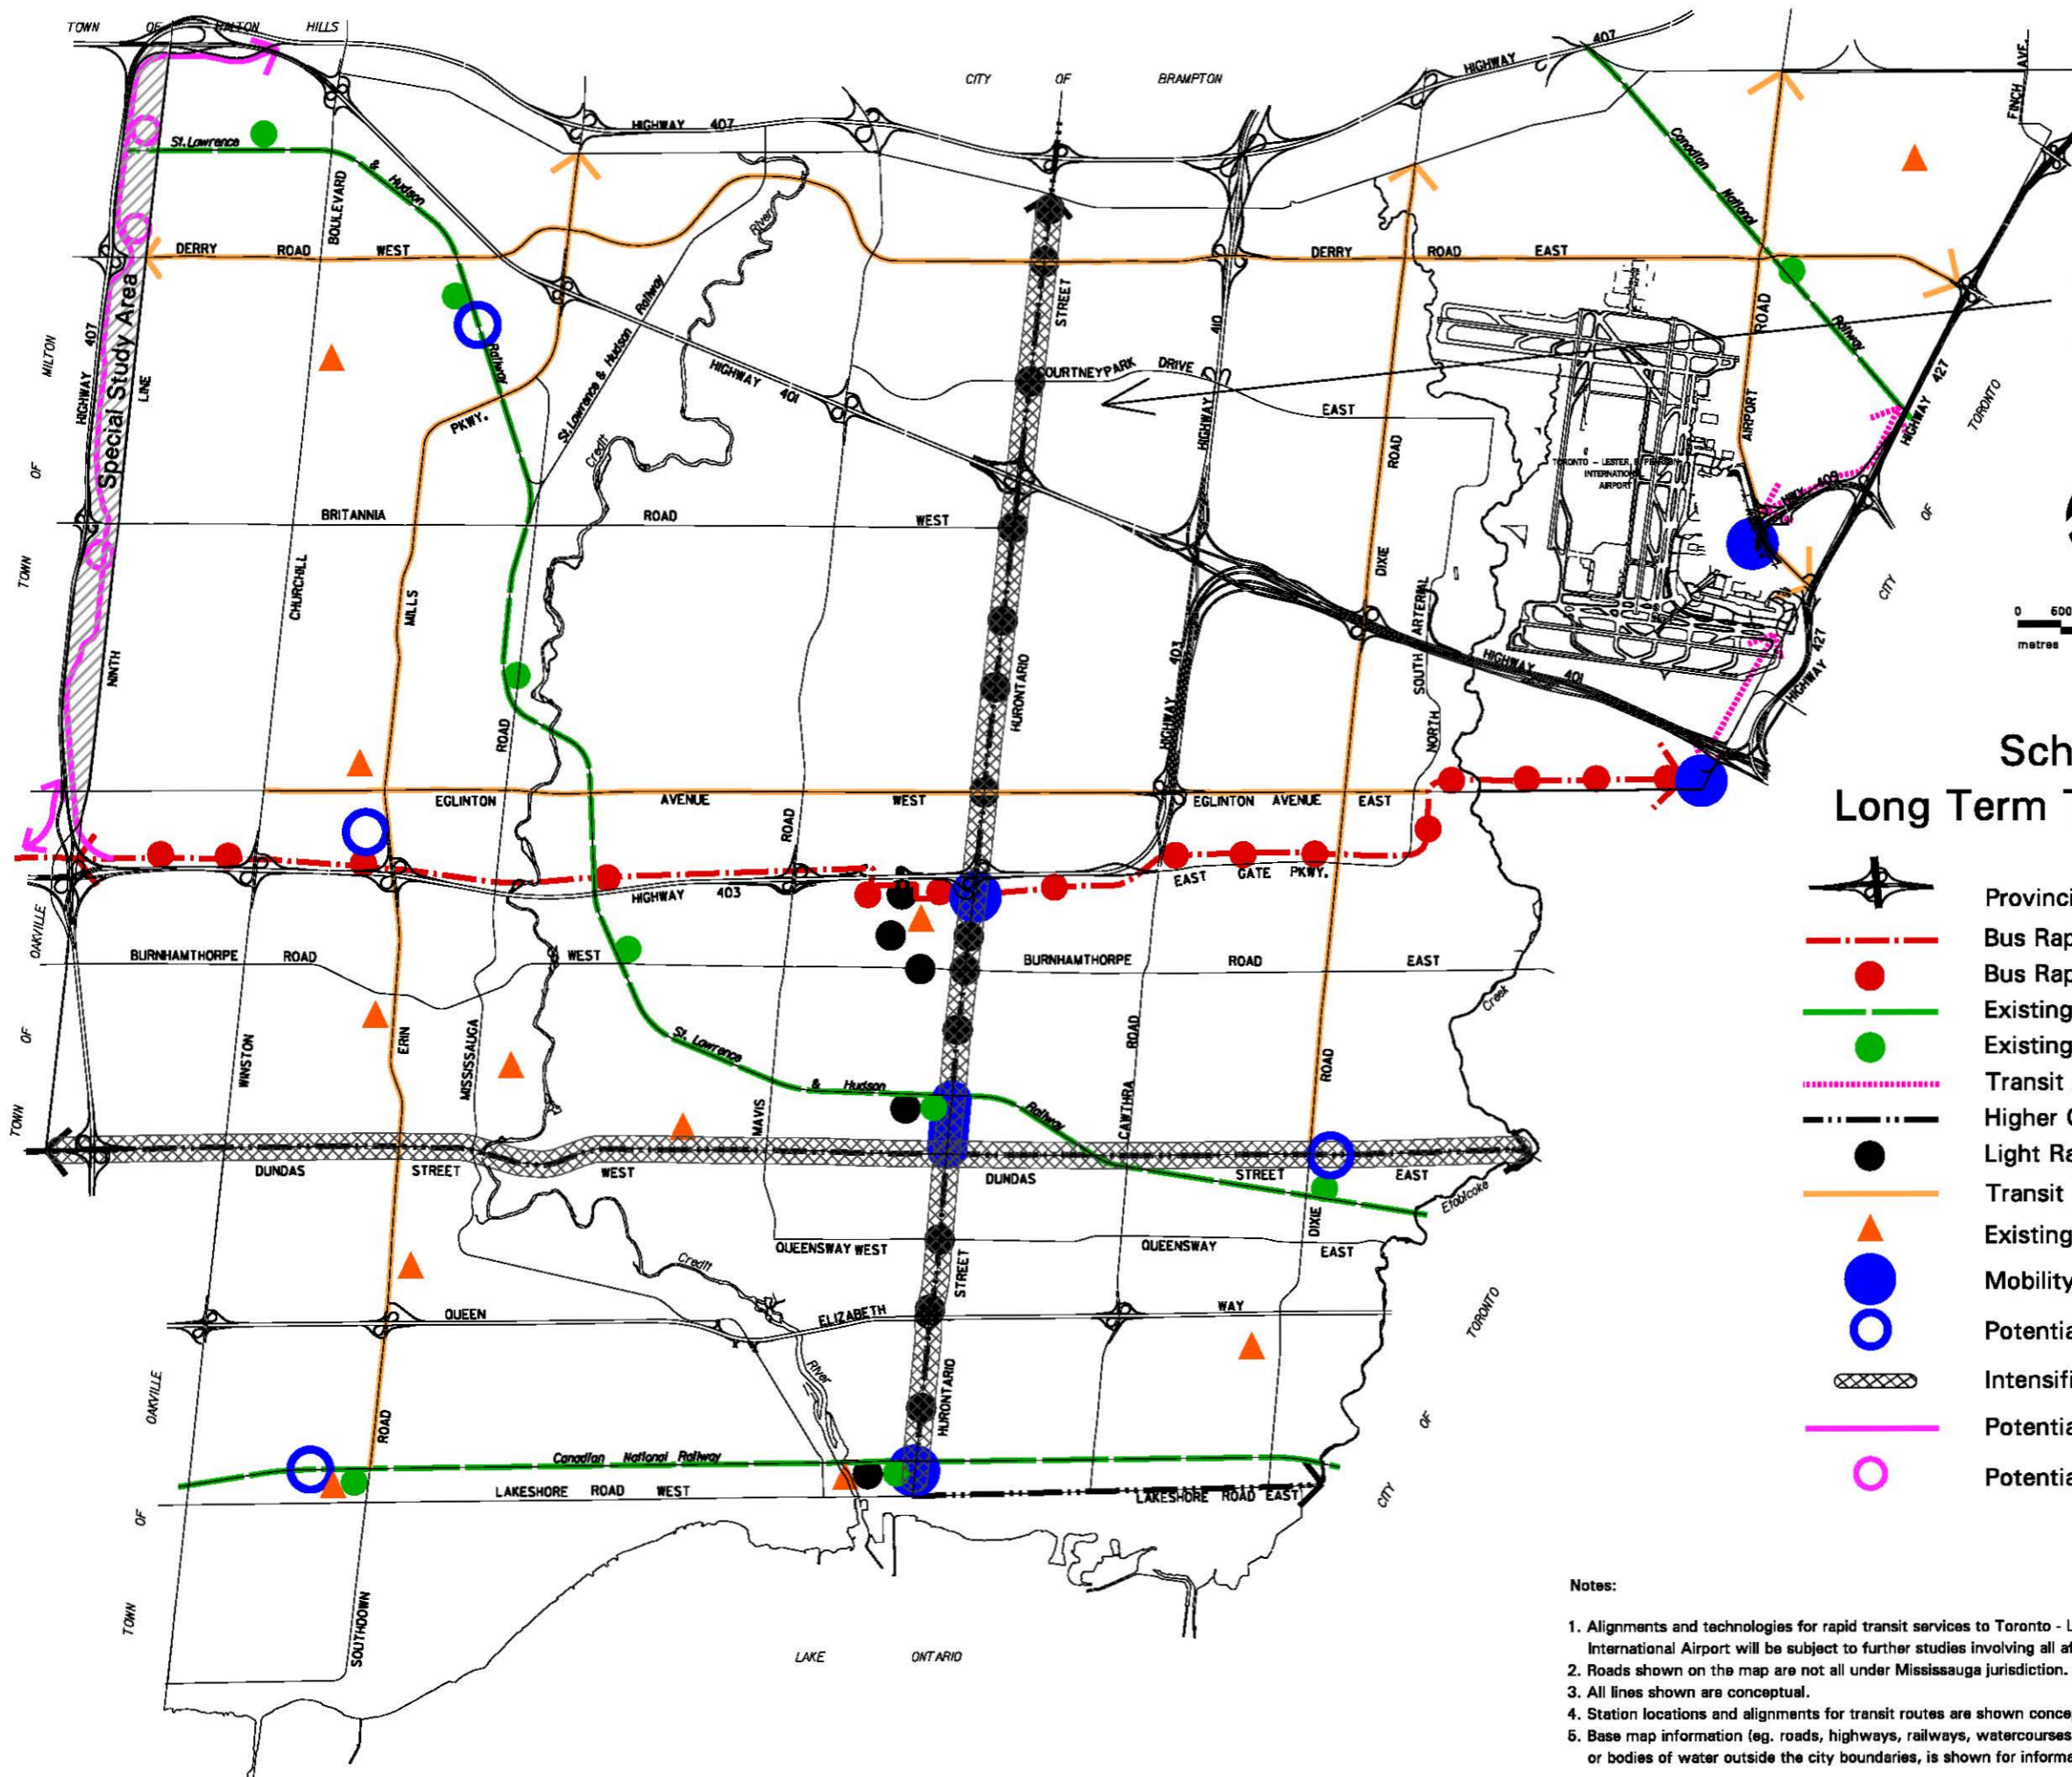 TOWN OF HALTON HILLS
CITY OF BRAMPTON
HIGHWAY 407
HIGHWAY 407
FINCH AVE.
St. Lawrence & Hudson Railway
Canadian National Railway
BOULEVARD
River
DERRY ROAD WEST
DERRY ROAD EAST
Special Study Area
HIGHWAY 407
LINE
MILTON
OF
TOWN
STREET
410
HIGHWAY
ROAD
AIRPORT
HIGHWAY 427
TORONTO
OF
CITY
St. Lawrence & Hudson Railway
HIGHWAY 401
COURTNEYPARK DRIVE
EAST
PKWY.
Credit
ROAD
DIXIE
TORONTO - LESTER B. PEARSON
INTERNATIONAL
AIRPORT
HWY. 409
BRITANNIA ROAD WEST
CHURCHILL
MILLS
NINTH
HURONTARIO
HIGHWAY 403
SOUTH ARTERIAL
NORTH
HIGHWAY 401
HIGHWAY 427
0 600
metres
ROAD
ROAD
EGLINTON AVENUE WEST
EGLINTON AVENUE EAST
Sch
Long Term T
HIGHWAY 403
EAST GATE PKWY.
Provinci
Bus Rap
Bus Rap
Existing
Existing
Transit
Higher C
Light Ra
Transit
Existing
Mobility
Potentia
Intensifi
Potentia
Potentia
OAKVILLE
OF
TOWN
BURNHAMTHORPE ROAD WEST
BURNHAMTHORPE ROAD EAST
Creek
WINSTON
ERIN
MISSISSAUGA
St. Lawrence & Hudson Railway
MAVIS
CAWTHRA
ROAD
ROAD
DUNDAS STREET WEST
DUNDAS STREET EAST
Etobicoke
DIXIE
QUEENSWAY WEST
QUEENSWAY EAST
Credit
STREET
QUEEN ELIZABETH WAY
TORONTO
OF
CITY
River
HURONTARIO
OAKVILLE
OF
TOWN
ROAD
Canadian National Railway
LAKESHORE ROAD WEST
LAKESHORE ROAD EAST
SOUTHDOWN
LAKE ONTARIO
Notes:
1. Alignments and technologies for rapid transit services to Toronto - L
International Airport will be subject to further studies involving all af
2. Roads shown on the map are not all under Mississauga jurisdiction.
3. All lines shown are conceptual.
4. Station locations and alignments for transit routes are shown conce
5. Base map information (eg. roads, highways, railways, watercourses
or bodies of water outside the city boundaries, is shown for informa